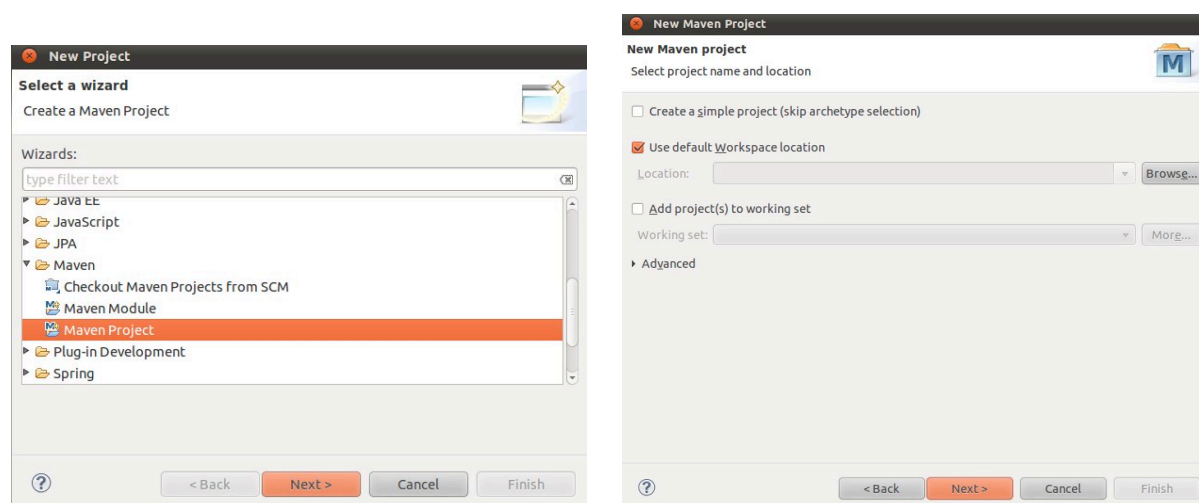 New Project
Select a wizard
Create a Maven Project
Wizards:
type filter text
Java EE
JavaScript
JPA
Maven
Checkout Maven Projects from SCM
Maven Module
Maven Project
Plug-in Development
Spring
< Back Next > Cancel Finish
New Maven Project
New Maven project
Select project name and location
M
Create a simple project (skip archetype selection)
Use default Workspace location
Location: Browse...
Add project(s) to working set
Working set: More...
Advanced
< Back Next > Cancel Finish